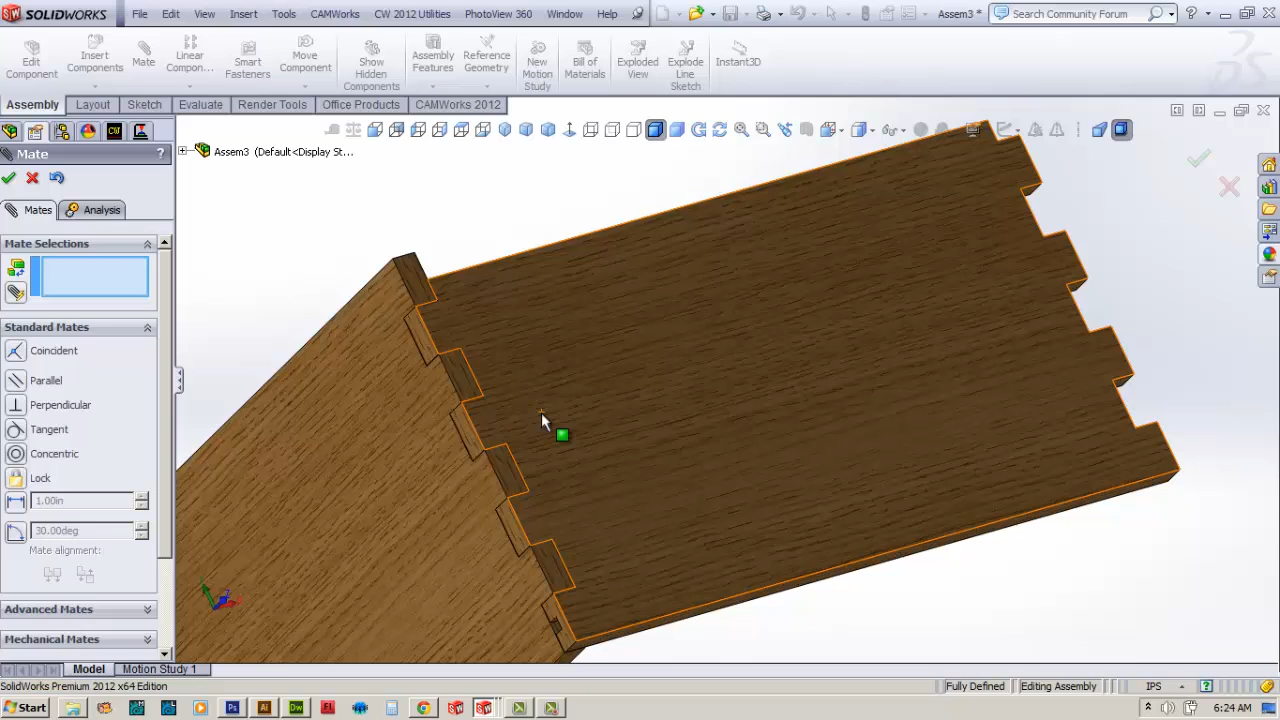 SOLIDWORKS File Edit View Insert Tools CAMWorks CW 2012 Utilities PhotoView 360 Window Help Assem3 * Search Community Forum
Edit Component
Insert Components
Mate
Linear Compon...
Smart Fasteners
Move Component
Show Hidden Components
Assembly Features
Reference Geometry
New Motion Study
Bill of Materials
Exploded View
Explode Line Sketch
Instant3D
Assembly Layout Sketch Evaluate Render Tools Office Products CAMWorks 2012
Assem3 (Default<Display St...
Mate ?
Mates Analysis
Mate Selections
Standard Mates
Coincident
Parallel
Perpendicular
Tangent
Concentric
Lock
1.00in
30.00deg
Mate alignment:
Advanced Mates
Mechanical Mates
Model Motion Study 1
SolidWorks Premium 2012 x64 Edition Fully Defined Editing Assembly IPS
Start 6:24 AM